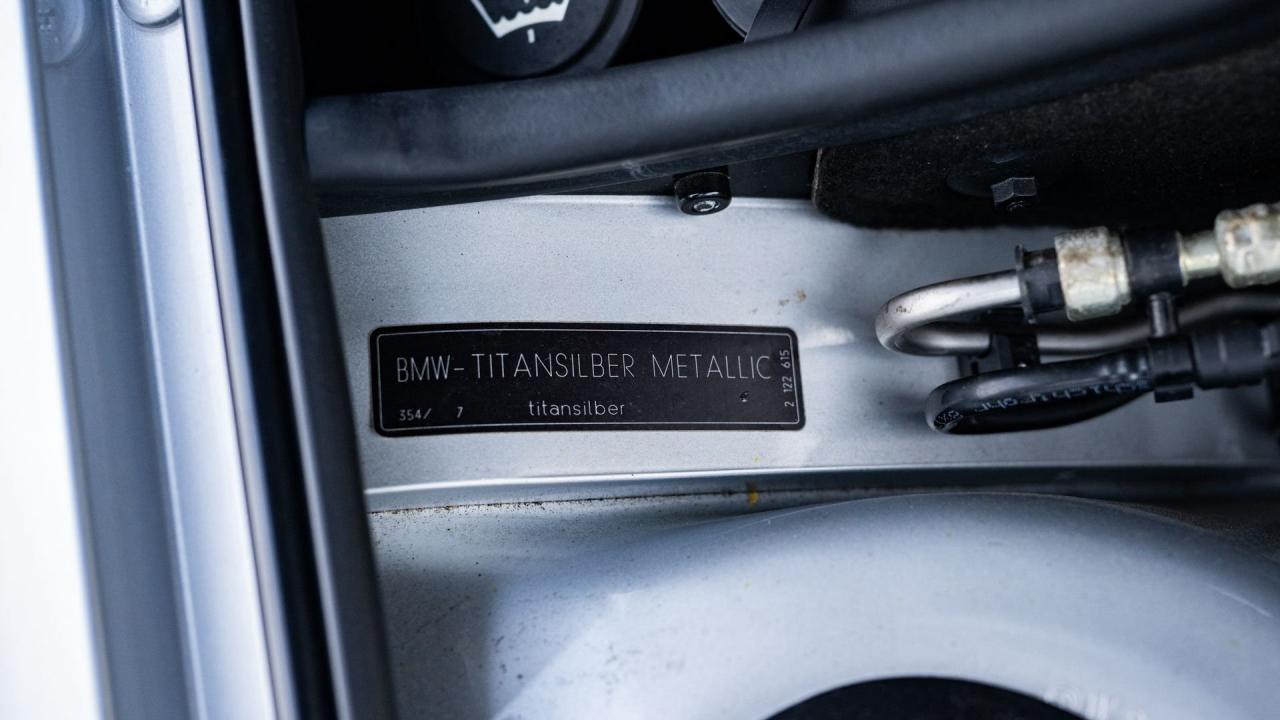 BMW-TITANSILBER METALLIC
354/ 7 titansilber
2 122 615